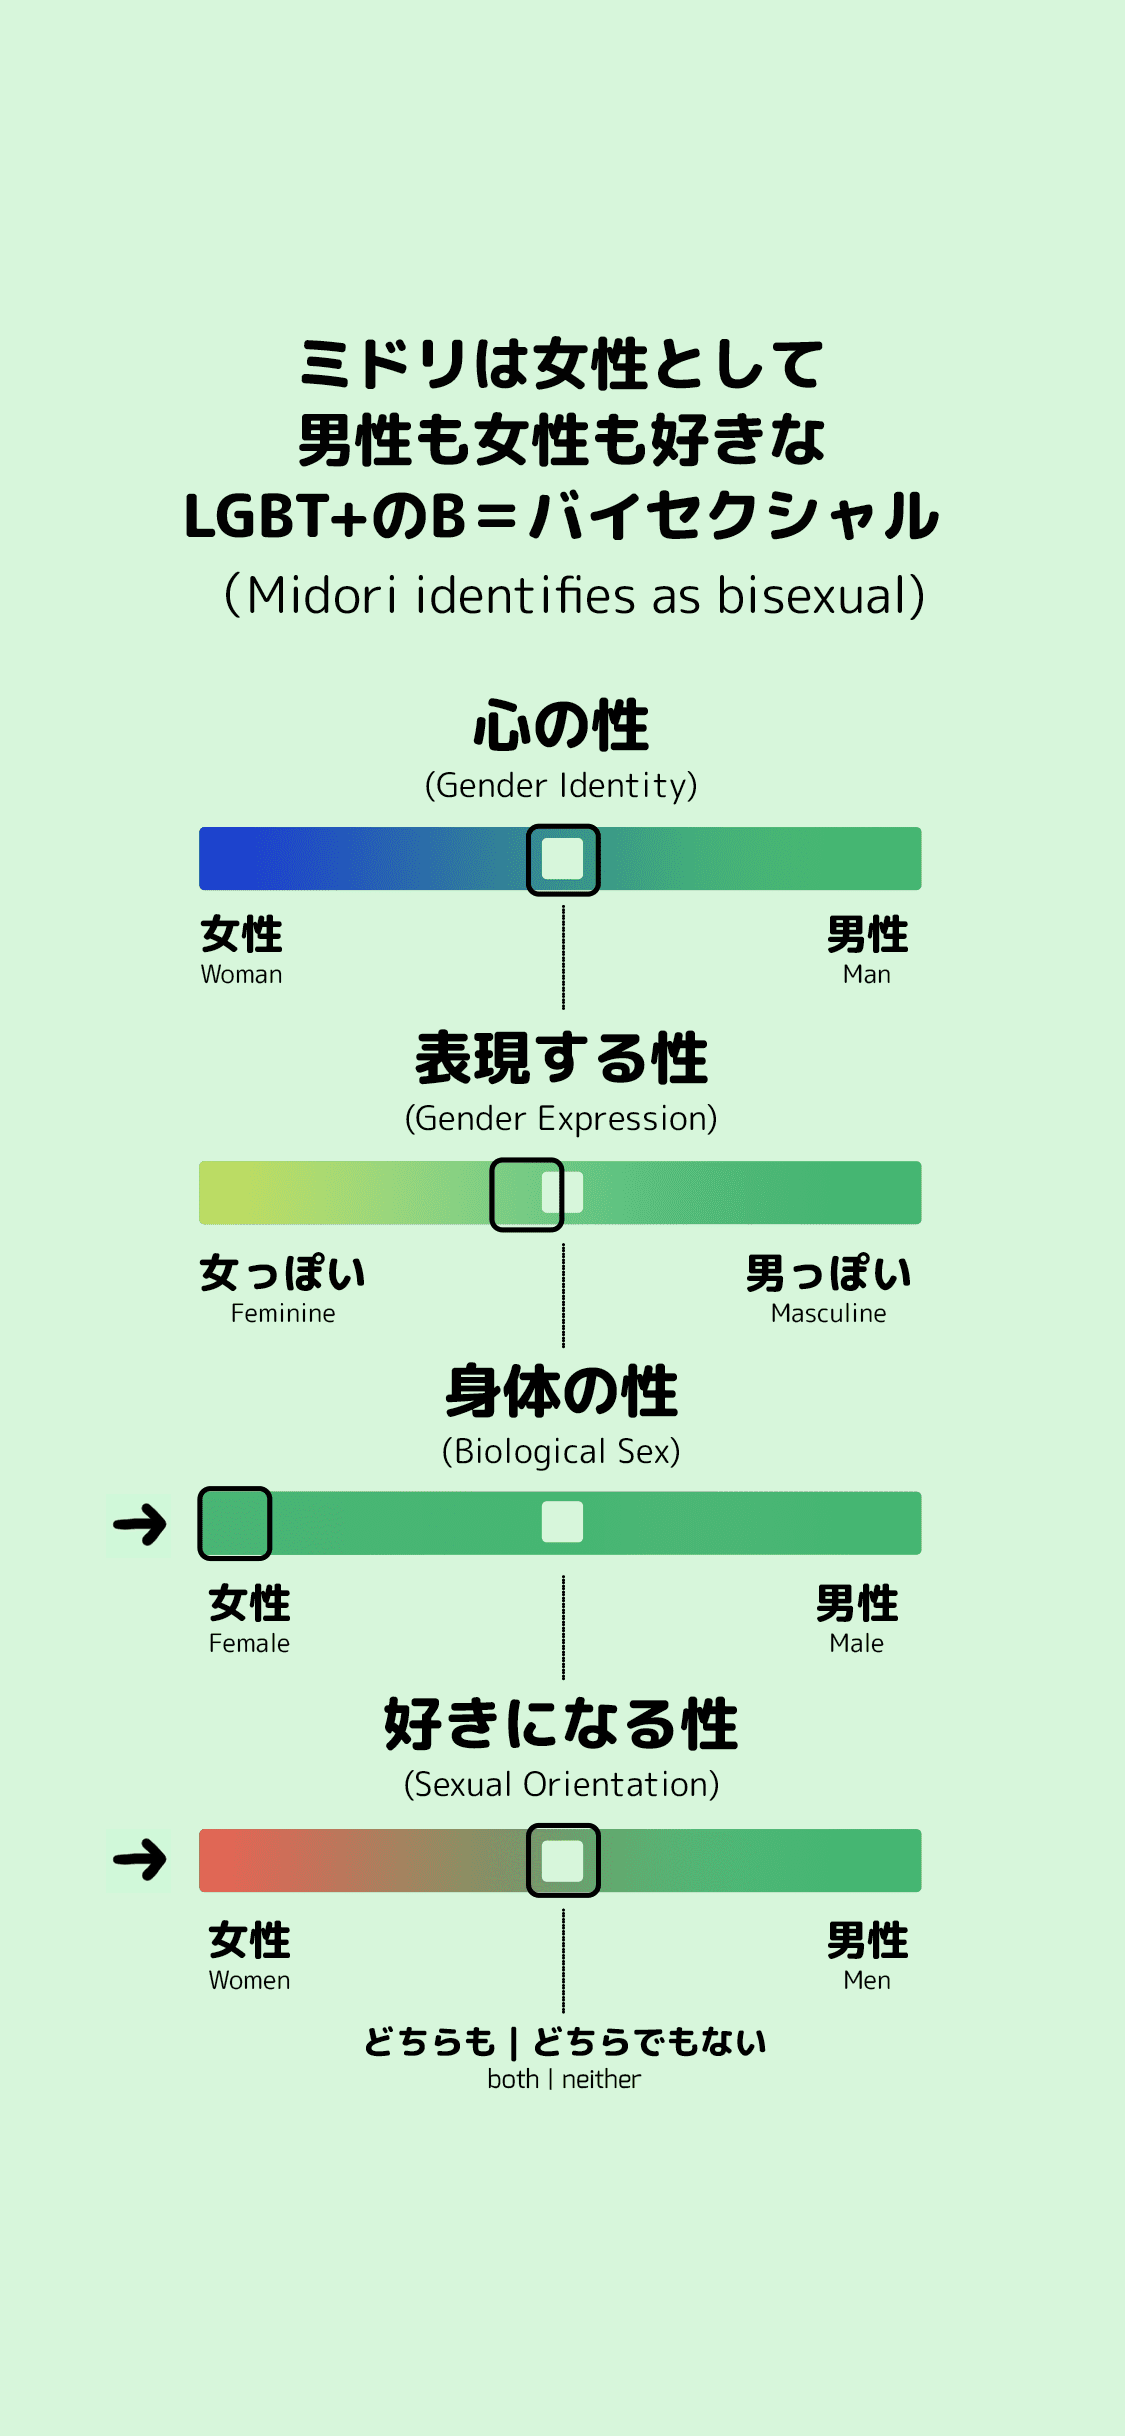 ミドリは女性として
男性も女性も好きな
LGBT+のB=バイセクシャル
(Midori identifies as bisexual)
心の性
(Gender Identity)
女性 男性
Woman Man
表現する性
(Gender Expression)
女っぽい 男っぽい
Feminine Masculine
身体の性
(Biological Sex)
→
女性 男性
Female Male
好きになる性
(Sexual Orientation)
→
女性 男性
Women Men
どちらも | どちらでもない
both | neither